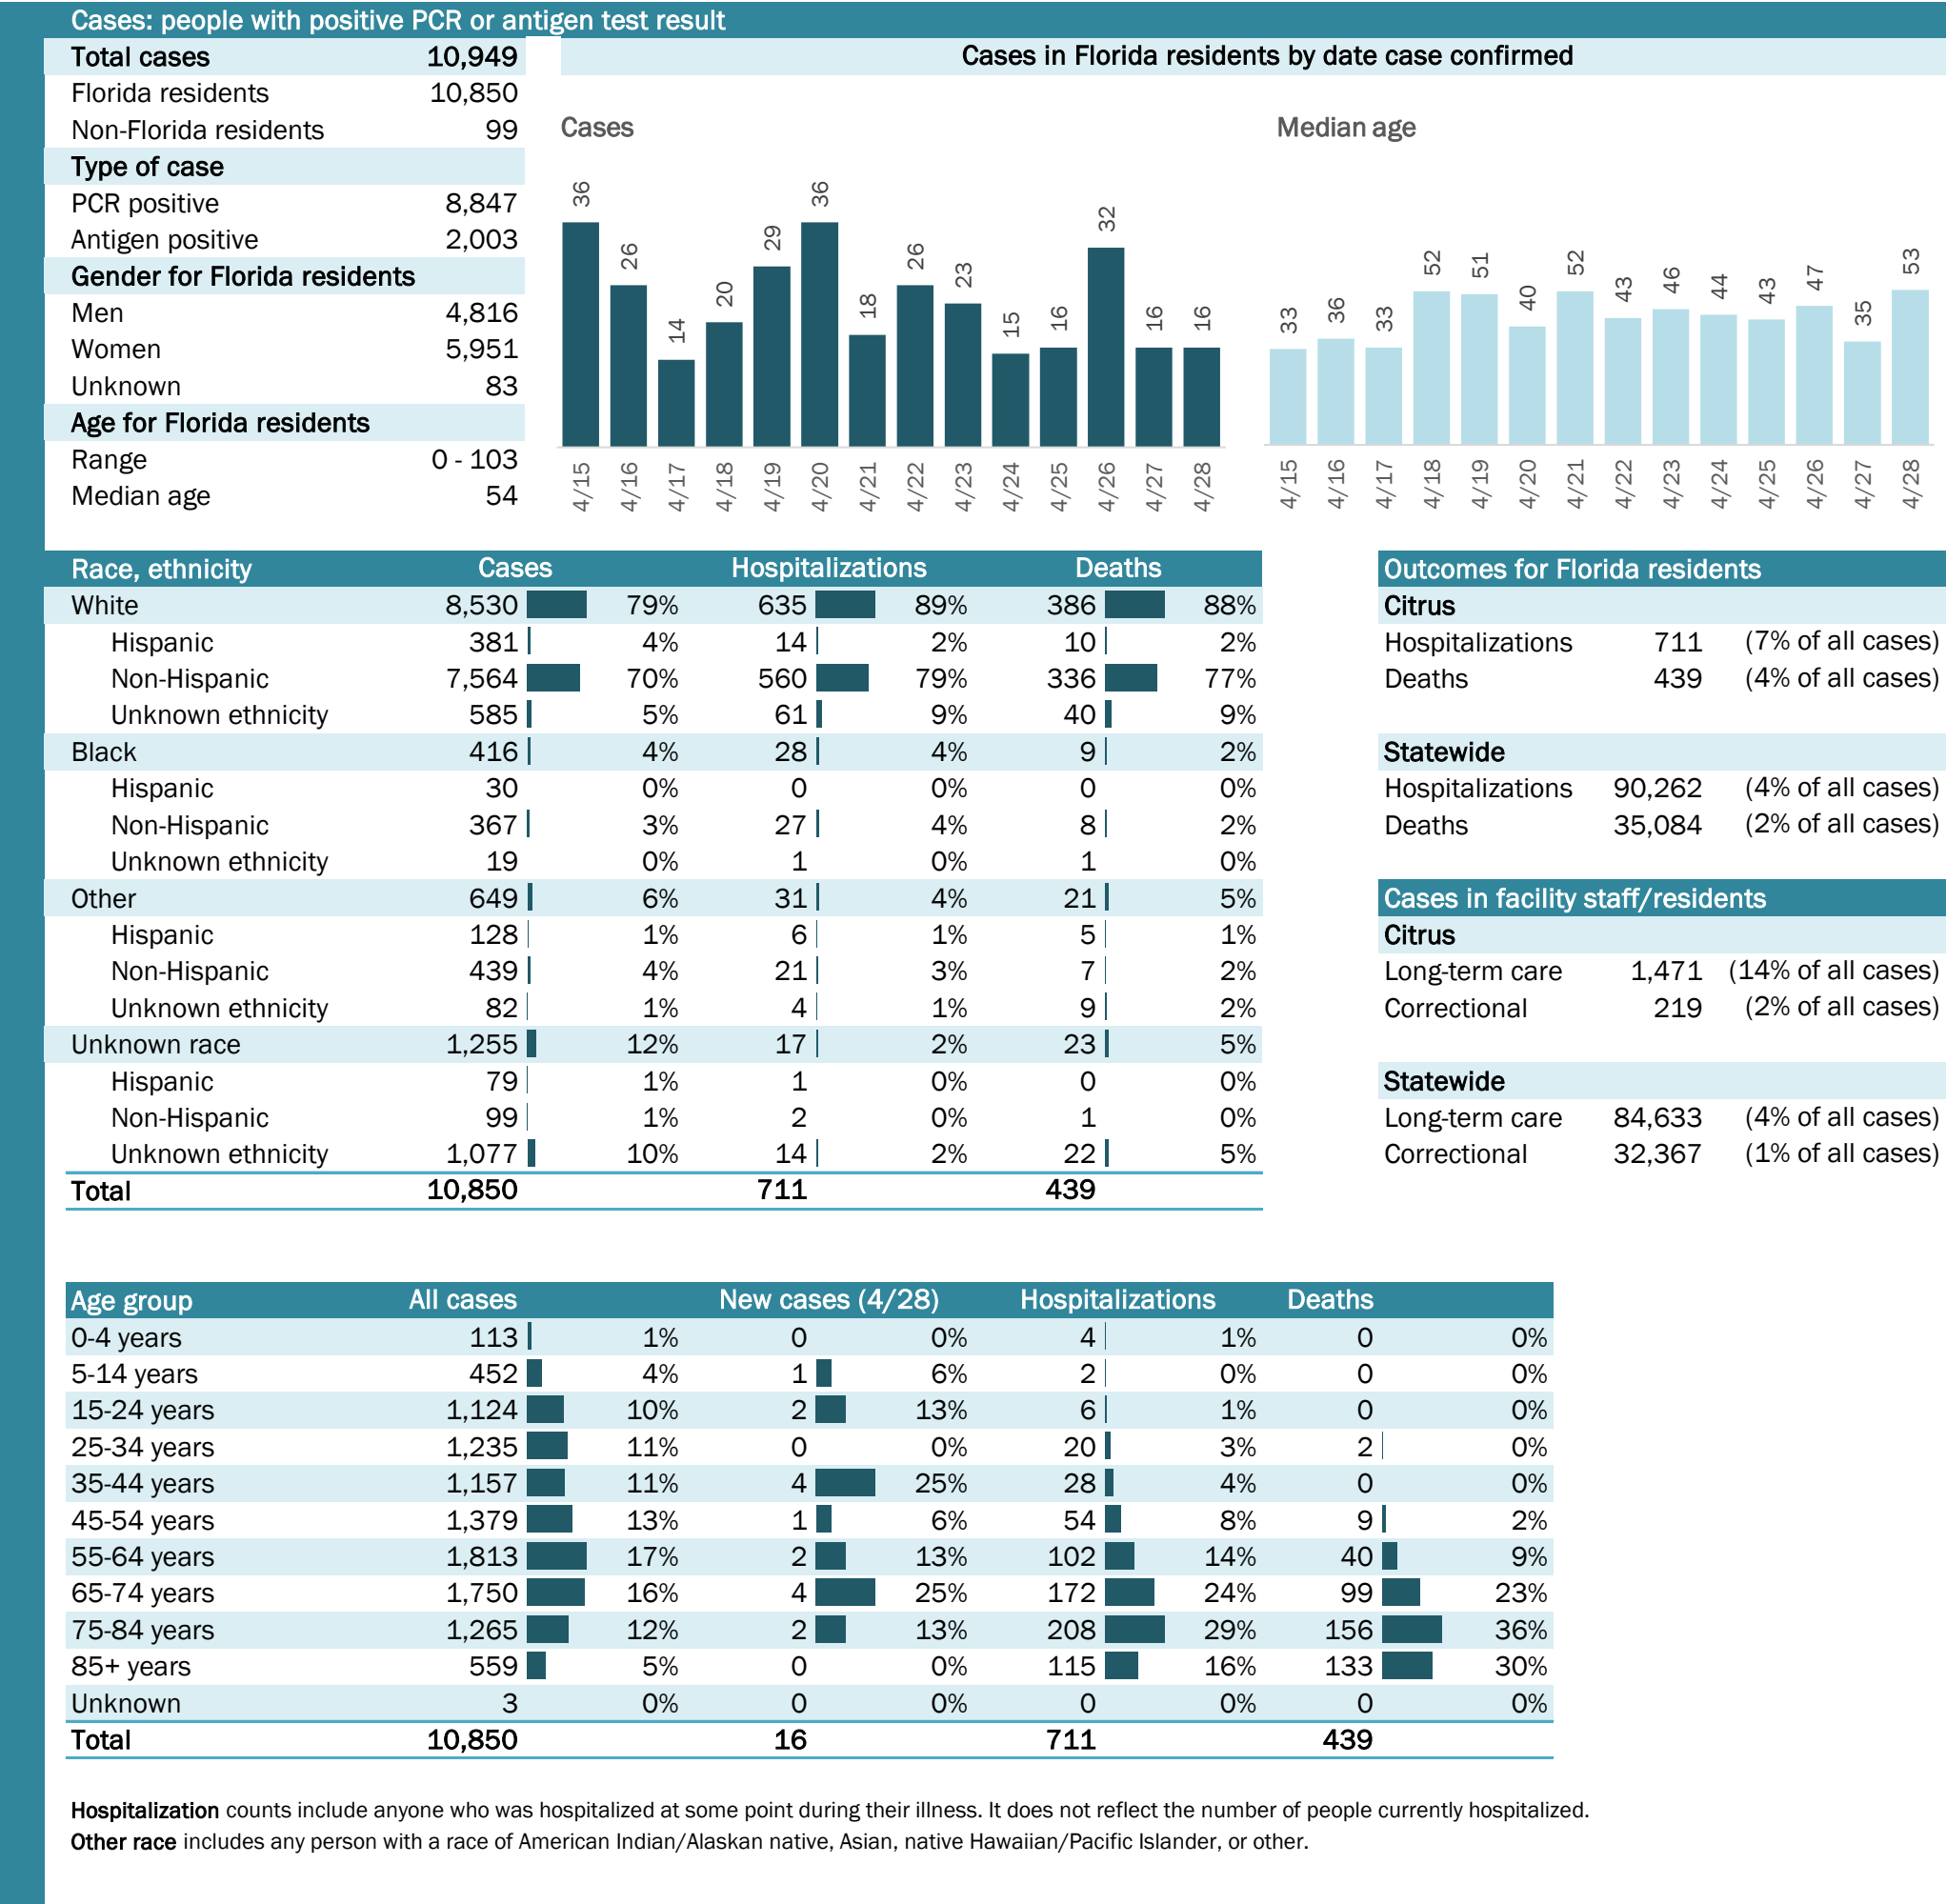 Cases: people with positive PCR or antigen test result
Total cases 10,949
Florida residents 10,850
Non-Florida residents 99
Type of case
PCR positive 8,847
Antigen positive 2,003
Gender for Florida residents
Men 4,816
Women 5,951
Unknown 83
Age for Florida residents
Range 0 - 103
Median age 54
Cases in Florida residents by date case confirmed
Cases
36 26 14 20 29 36 18 26 23 15 16 32 16 16
4/15 4/16 4/17 4/18 4/19 4/20 4/21 4/22 4/23 4/24 4/25 4/26 4/27 4/28
Median age
33 36 33 52 51 40 52 43 46 44 43 47 35 53
4/15 4/16 4/17 4/18 4/19 4/20 4/21 4/22 4/23 4/24 4/25 4/26 4/27 4/28
Race, ethnicity Cases Hospitalizations Deaths
White 8,530 79% 635 89% 386 88%
Hispanic 381 4% 14 2% 10 2%
Non-Hispanic 7,564 70% 560 79% 336 77%
Unknown ethnicity 585 5% 61 9% 40 9%
Black 416 4% 28 4% 9 2%
Hispanic 30 0% 0 0% 0 0%
Non-Hispanic 367 3% 27 4% 8 2%
Unknown ethnicity 19 0% 1 0% 1 0%
Other 649 6% 31 4% 21 5%
Hispanic 128 1% 6 1% 5 1%
Non-Hispanic 439 4% 21 3% 7 2%
Unknown ethnicity 82 1% 4 1% 9 2%
Unknown race 1,255 12% 17 2% 23 5%
Hispanic 79 1% 1 0% 0 0%
Non-Hispanic 99 1% 2 0% 1 0%
Unknown ethnicity 1,077 10% 14 2% 22 5%
Total 10,850 711 439
Outcomes for Florida residents
Citrus
Hospitalizations 711 (7% of all cases)
Deaths 439 (4% of all cases)
Statewide
Hospitalizations 90,262 (4% of all cases)
Deaths 35,084 (2% of all cases)
Cases in facility staff/residents
Citrus
Long-term care 1,471 (14% of all cases)
Correctional 219 (2% of all cases)
Statewide
Long-term care 84,633 (4% of all cases)
Correctional 32,367 (1% of all cases)
Age group All cases New cases (4/28) Hospitalizations Deaths
0-4 years 113 1% 0 0% 4 1% 0 0%
5-14 years 452 4% 1 6% 2 0% 0 0%
15-24 years 1,124 10% 2 13% 6 1% 0 0%
25-34 years 1,235 11% 0 0% 20 3% 2 0%
35-44 years 1,157 11% 4 25% 28 4% 0 0%
45-54 years 1,379 13% 1 6% 54 8% 9 2%
55-64 years 1,813 17% 2 13% 102 14% 40 9%
65-74 years 1,750 16% 4 25% 172 24% 99 23%
75-84 years 1,265 12% 2 13% 208 29% 156 36%
85+ years 559 5% 0 0% 115 16% 133 30%
Unknown 3 0% 0 0% 0 0% 0 0%
Total 10,850 16 711 439
Hospitalization counts include anyone who was hospitalized at some point during their illness. It does not reflect the number of people currently hospitalized.
Other race includes any person with a race of American Indian/Alaskan native, Asian, native Hawaiian/Pacific Islander, or other.